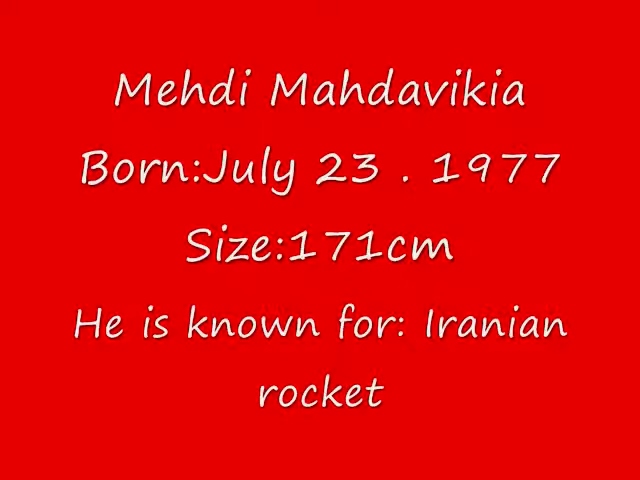 Mehdi Mahdavikia
Born:July 23 . 1977
Size:171cm
He is known for: Iranian
rocket